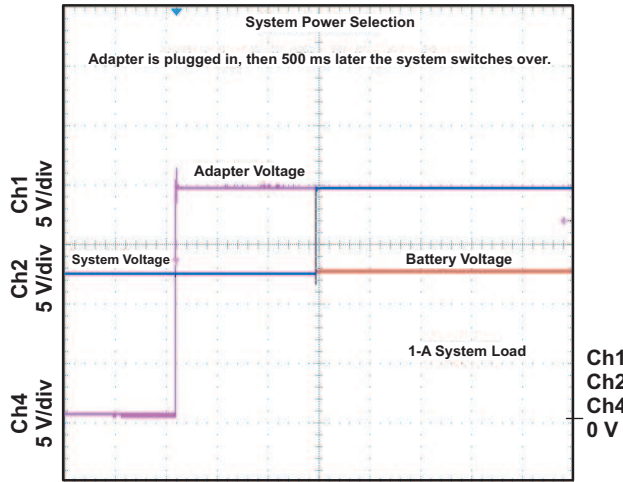 System Power Selection
Adapter is plugged in, then 500 ms later the system switches over.
Adapter Voltage
System Voltage
Battery Voltage
1-A System Load
Ch1
5 V/div
Ch2
5 V/div
Ch4
5 V/div
Ch1
Ch2
Ch4
0 V